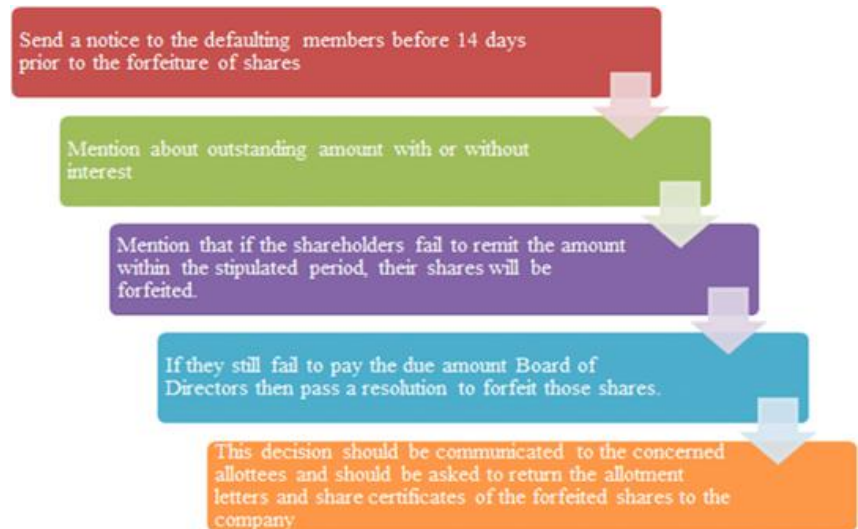 Send a notice to the defaulting members before 14 days
prior to the forfeiture of shares
Mention about outstanding amount with or without
interest
Mention that if the shareholders fail to remit the amount
within the stipulated period, their shares will be
forfeited.
If they still fail to pay the due amount Board of
Directors then pass a resolution to forfeit those shares.
This decision should be communicated to the concerned
allottees and should be asked to return the allotment
letters and share certificates of the forfeited shares to the
company